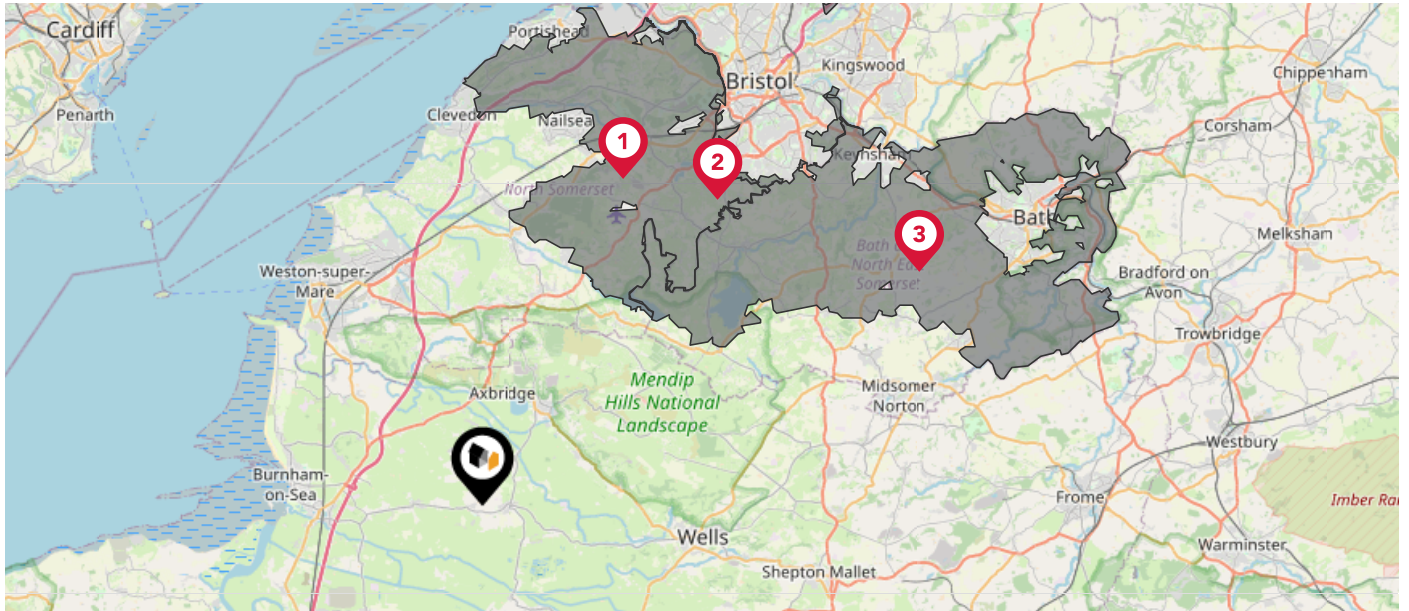 Cardiff
Portishead
Kingswood
Bristol
Chippenham
Penarth
Clevedon
Nailsea
Corsham
1
2
Keynsham
North Somerset
Bath
3
Melksham
Bath
North East
Somerset
Weston-super-
Mare
Bradford on
Avon
Trowbridge
Mendip
Hills National
Landscape
Axbridge
Midsomer
Norton
Westbury
Burnham-
on-Sea
Frome
Imber Ra
Wells
Warminster
Shepton Mallet